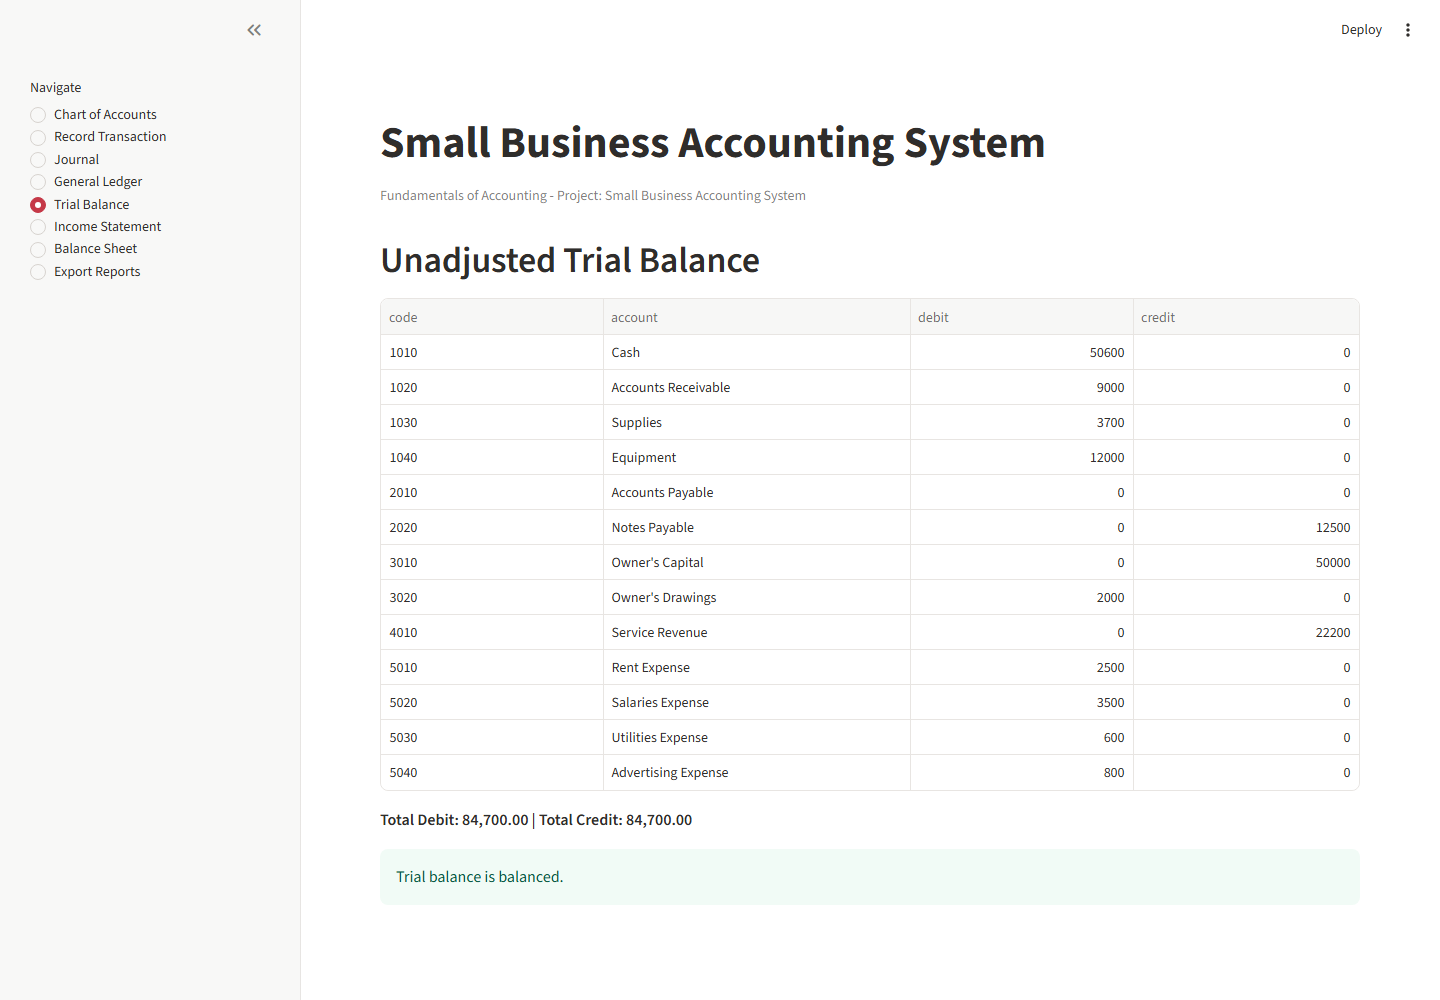 Deploy
Navigate
Chart of Accounts
Record Transaction
Journal
General Ledger
Trial Balance
Income Statement
Balance Sheet
Export Reports
Small Business Accounting System
Fundamentals of Accounting - Project: Small Business Accounting System
Unadjusted Trial Balance
code account debit credit
1010 Cash 50600 0
1020 Accounts Receivable 9000 0
1030 Supplies 3700 0
1040 Equipment 12000 0
2010 Accounts Payable 0 0
2020 Notes Payable 0 12500
3010 Owner's Capital 0 50000
3020 Owner's Drawings 2000 0
4010 Service Revenue 0 22200
5010 Rent Expense 2500 0
5020 Salaries Expense 3500 0
5030 Utilities Expense 600 0
5040 Advertising Expense 800 0
Total Debit: 84,700.00 | Total Credit: 84,700.00
Trial balance is balanced.